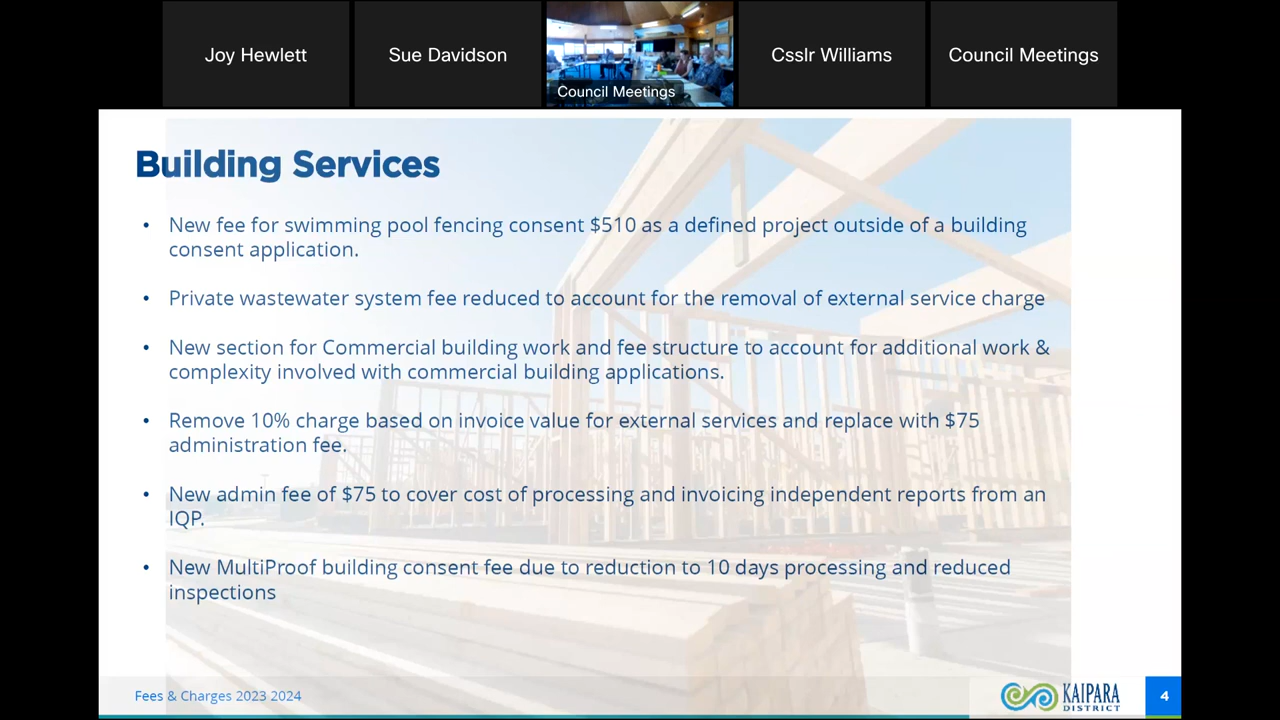 Joy Hewlett
Sue Davidson
Council Meetings
Csslr Williams
Council Meetings
Building Services
• New fee for swimming pool fencing consent $510 as a defined project outside of a building
consent application.
• Private wastewater system fee reduced to account for the removal of external service charge
• New section for Commercial building work and fee structure to account for additional work &
complexity involved with commercial building applications.
• Remove 10% charge based on invoice value for external services and replace with $75
administration fee.
• New admin fee of $75 to cover cost of processing and invoicing independent reports from an
IQP.
• New MultiProof building consent fee due to reduction to 10 days processing and reduced
inspections
Fees & Charges 2023 2024
KAIPARA
DISTRICT
4